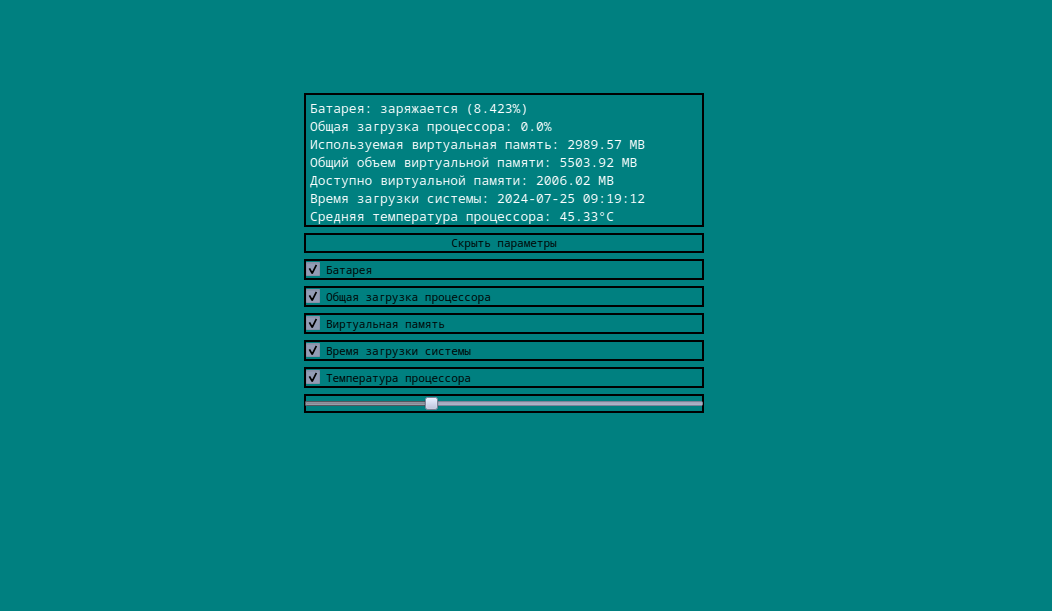 Батарея: заряжается (8.423%)
Общая загрузка процессора: 0.0%
Используемая виртуальная память: 2989.57 MB
Общий объем виртуальной памяти: 5503.92 MB
Доступно виртуальной памяти: 2006.02 MB
Время загрузки системы: 2024-07-25 09:19:12
Средняя температура процессора: 45.33°C
Скрыть параметры
Батарея
Общая загрузка процессора
Виртуальная память
Время загрузки системы
Температура процессора